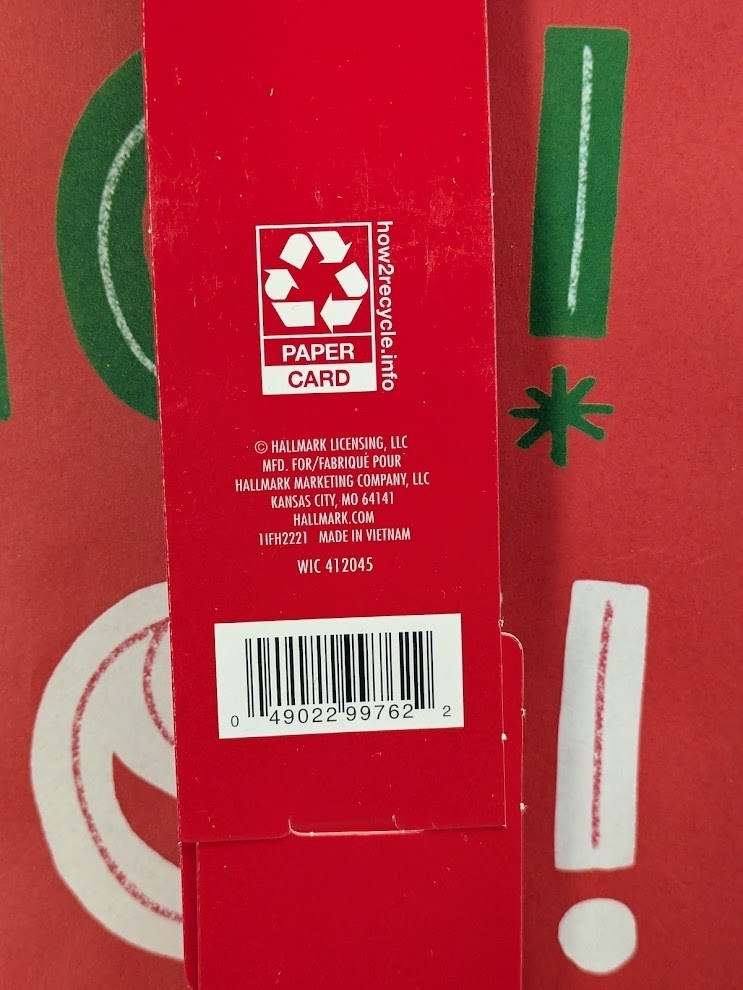 how2recycle.info
PAPER
CARD
© HALLMARK LICENSING, LLC
MFD. FOR/FABRIQUÉ POUR
HALLMARK MARKETING COMPANY, LLC
KANSAS CITY, MO 64141
HALLMARK.COM
1IFH2221 MADE IN VIETNAM
WIC 412045
0 49022 99762 2